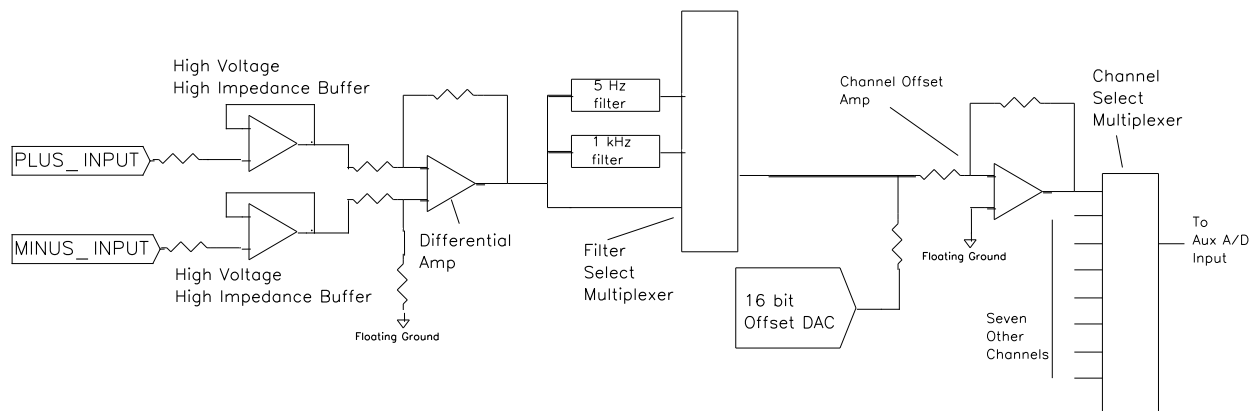 High Voltage
High Impedance Buffer
PLUS_INPUT
MINUS_INPUT
High Voltage
High Impedance Buffer
Differential
Amp
Floating Ground
5 Hz
filter
1 kHz
filter
Filter
Select
Multiplexer
16 bit
Offset DAC
Channel Offset
Amp
Floating Ground
Channel
Select
Multiplexer
Seven
Other
Channels
To
Aux A/D
Input